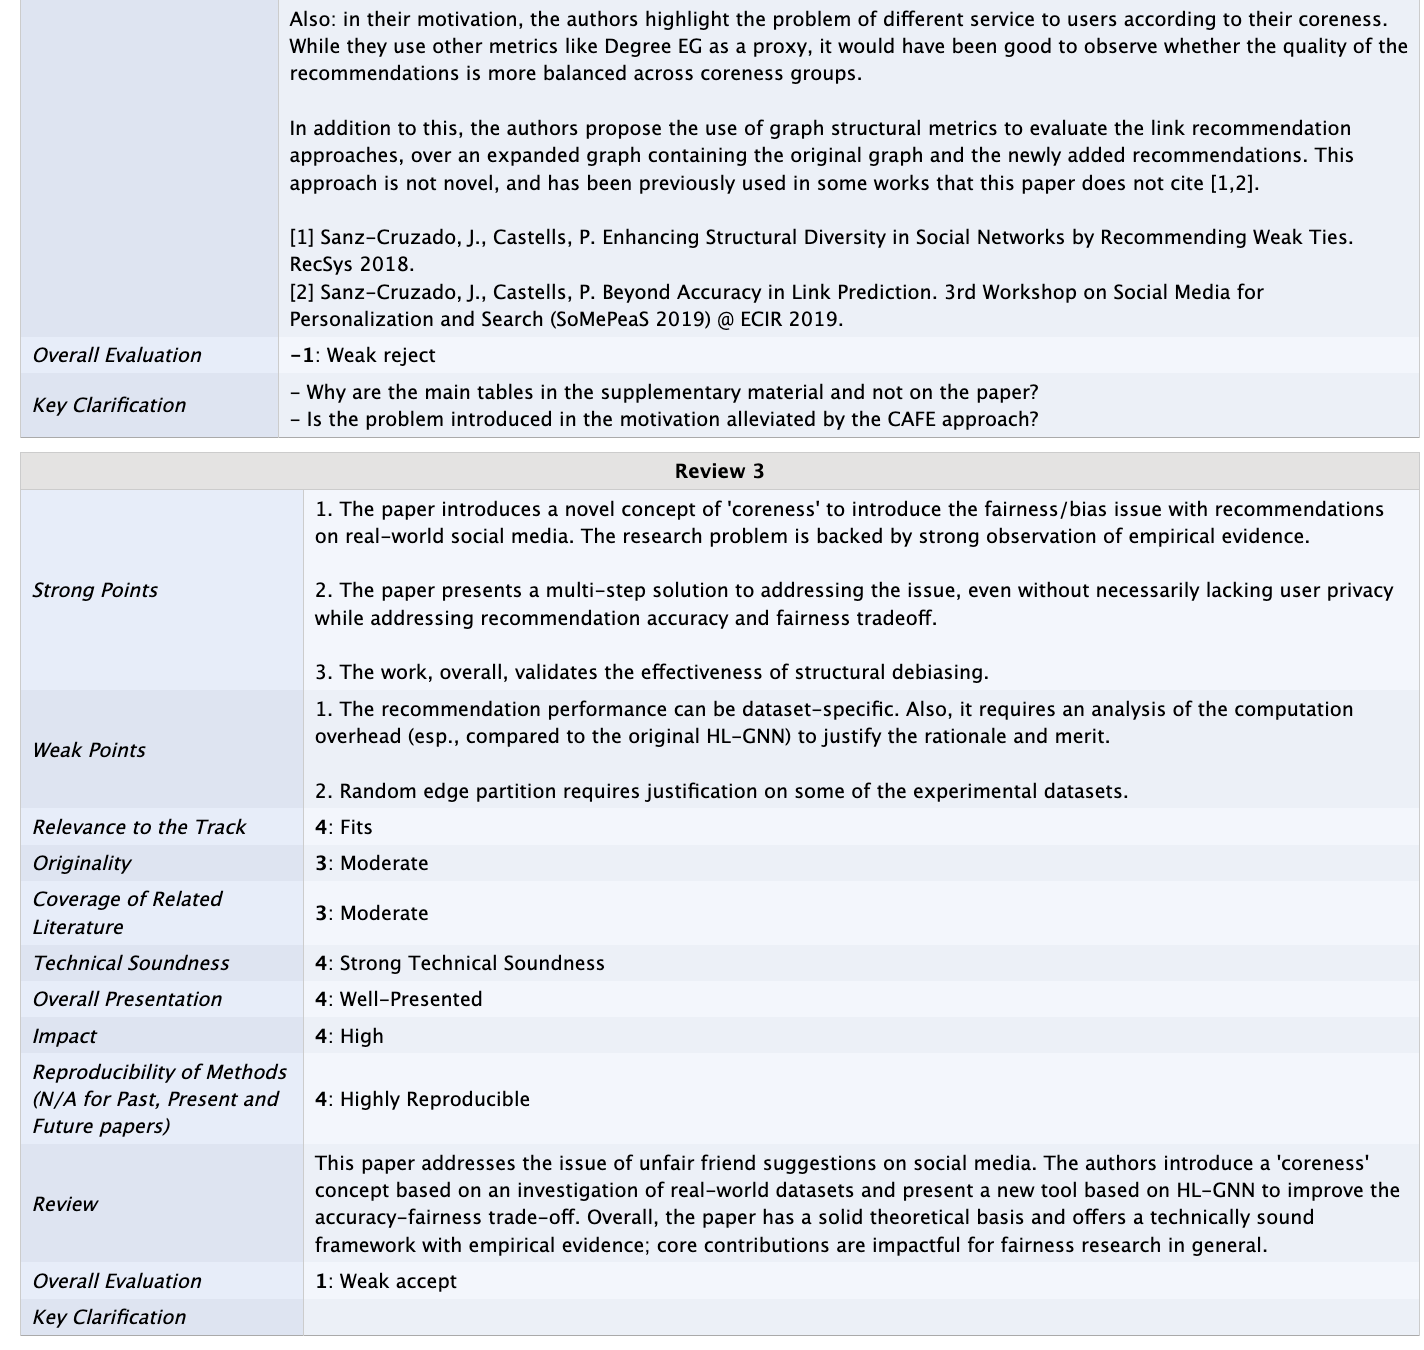 Also: in their motivation, the authors highlight the problem of different service to users according to their coreness.
While they use other metrics like Degree EG as a proxy, it would have been good to observe whether the quality of the
recommendations is more balanced across coreness groups.
In addition to this, the authors propose the use of graph structural metrics to evaluate the link recommendation
approaches, over an expanded graph containing the original graph and the newly added recommendations. This
approach is not novel, and has been previously used in some works that this paper does not cite [1,2].
[1] Sanz-Cruzado, J., Castells, P. Enhancing Structural Diversity in Social Networks by Recommending Weak Ties.
RecSys 2018.
[2] Sanz-Cruzado, J., Castells, P. Beyond Accuracy in Link Prediction. 3rd Workshop on Social Media for
Personalization and Search (SoMePeaS 2019) @ ECIR 2019.
Overall Evaluation
-1: Weak reject
Key Clarification
- Why are the main tables in the supplementary material and not on the paper?
- Is the problem introduced in the motivation alleviated by the CAFE approach?
Review 3
Strong Points
1. The paper introduces a novel concept of 'coreness' to introduce the fairness/bias issue with recommendations
on real-world social media. The research problem is backed by strong observation of empirical evidence.
2. The paper presents a multi-step solution to addressing the issue, even without necessarily lacking user privacy
while addressing recommendation accuracy and fairness tradeoff.
3. The work, overall, validates the effectiveness of structural debiasing.
Weak Points
1. The recommendation performance can be dataset-specific. Also, it requires an analysis of the computation
overhead (esp., compared to the original HL-GNN) to justify the rationale and merit.
2. Random edge partition requires justification on some of the experimental datasets.
Relevance to the Track
4: Fits
Originality
3: Moderate
Coverage of Related
Literature
3: Moderate
Technical Soundness
4: Strong Technical Soundness
Overall Presentation
4: Well-Presented
Impact
4: High
Reproducibility of Methods
(N/A for Past, Present and
Future papers)
4: Highly Reproducible
Review
This paper addresses the issue of unfair friend suggestions on social media. The authors introduce a 'coreness'
concept based on an investigation of real-world datasets and present a new tool based on HL-GNN to improve the
accuracy-fairness trade-off. Overall, the paper has a solid theoretical basis and offers a technically sound
framework with empirical evidence; core contributions are impactful for fairness research in general.
Overall Evaluation
1: Weak accept
Key Clarification